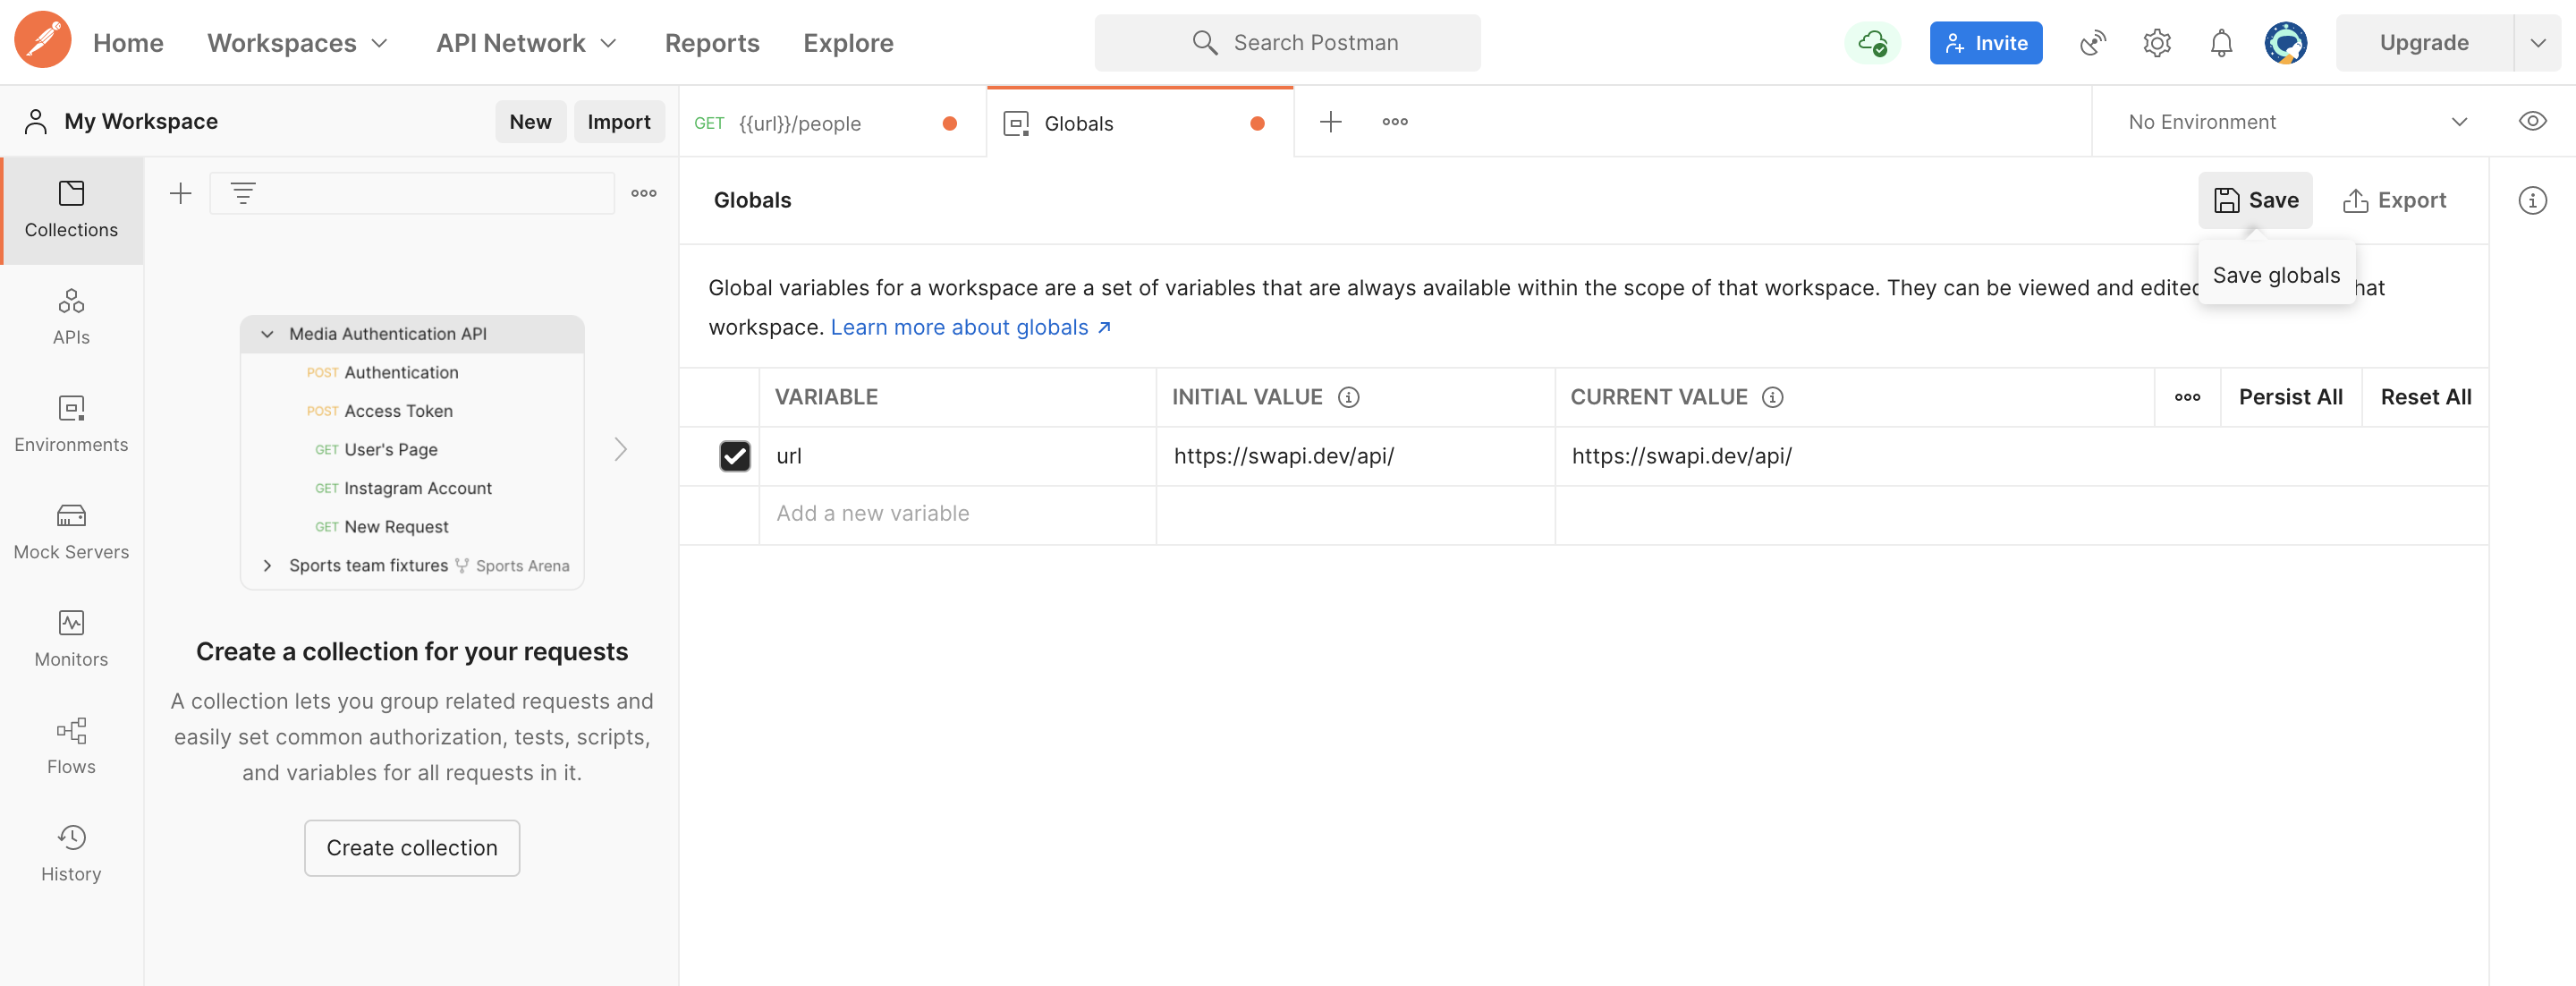 Home
Workspaces
API Network
Reports
Explore
Search Postman
Invite
Upgrade
My Workspace
New
Import
GET {{url}}/people
Globals
No Environment
Collections
APIs
Environments
Mock Servers
Monitors
Flows
History
Media Authentication API
POST Authentication
POST Access Token
GET User's Page
GET Instagram Account
GET New Request
Sports team fixtures Sports Arena
Create a collection for your requests
A collection lets you group related requests and
easily set common authorization, tests, scripts,
and variables for all requests in it.
Create collection
Globals
Save
Export
Save globals
Global variables for a workspace are a set of variables that are always available within the scope of that workspace. They can be viewed and edited hat
workspace. Learn more about globals ↗
VARIABLE
INITIAL VALUE
CURRENT VALUE
Persist All
Reset All
url
https://swapi.dev/api/
https://swapi.dev/api/
Add a new variable